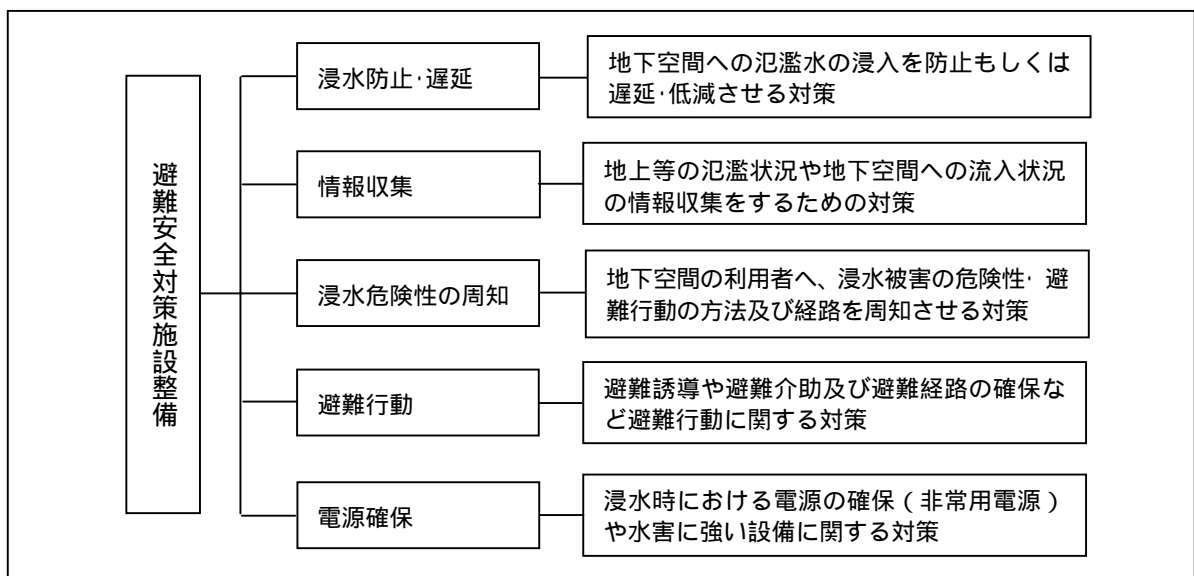 避難安全対策施設整備
浸水防止・遅延
地下空間への氾濫水の浸入を防止もしくは
遅延・低減させる対策
情報収集
地上等の氾濫状況や地下空間への流入状況
の情報収集をするための対策
浸水危険性の周知
地下空間の利用者へ、浸水被害の危険性・避
難行動の方法及び経路を周知させる対策
避難行動
避難誘導や避難介助及び避難経路の確保な
ど避難行動に関する対策
電源確保
浸水時における電源の確保(非常用電源)
や水害に強い設備に関する対策